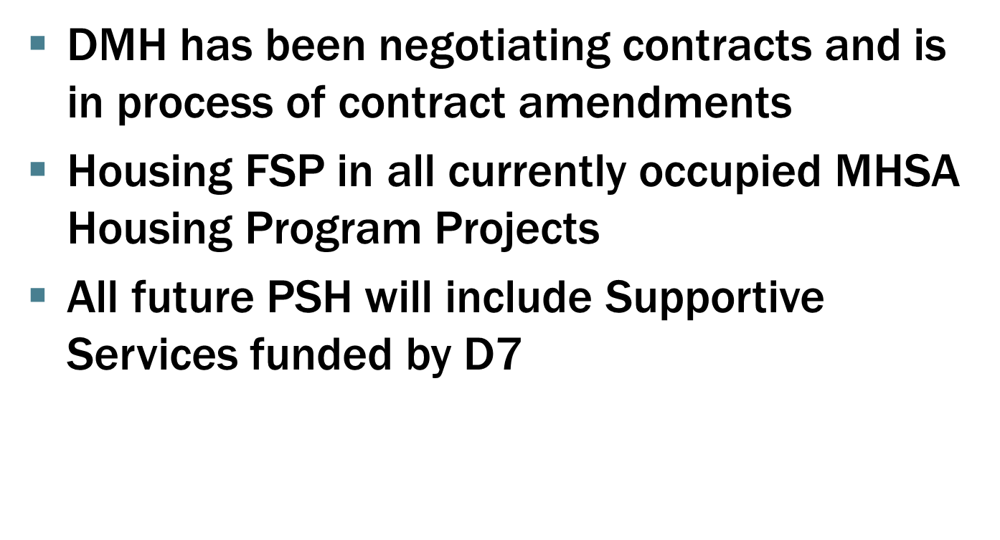 ▪ DMH has been negotiating contracts and is
in process of contract amendments
▪ Housing FSP in all currently occupied MHSA
Housing Program Projects
▪ All future PSH will include Supportive
Services funded by D7